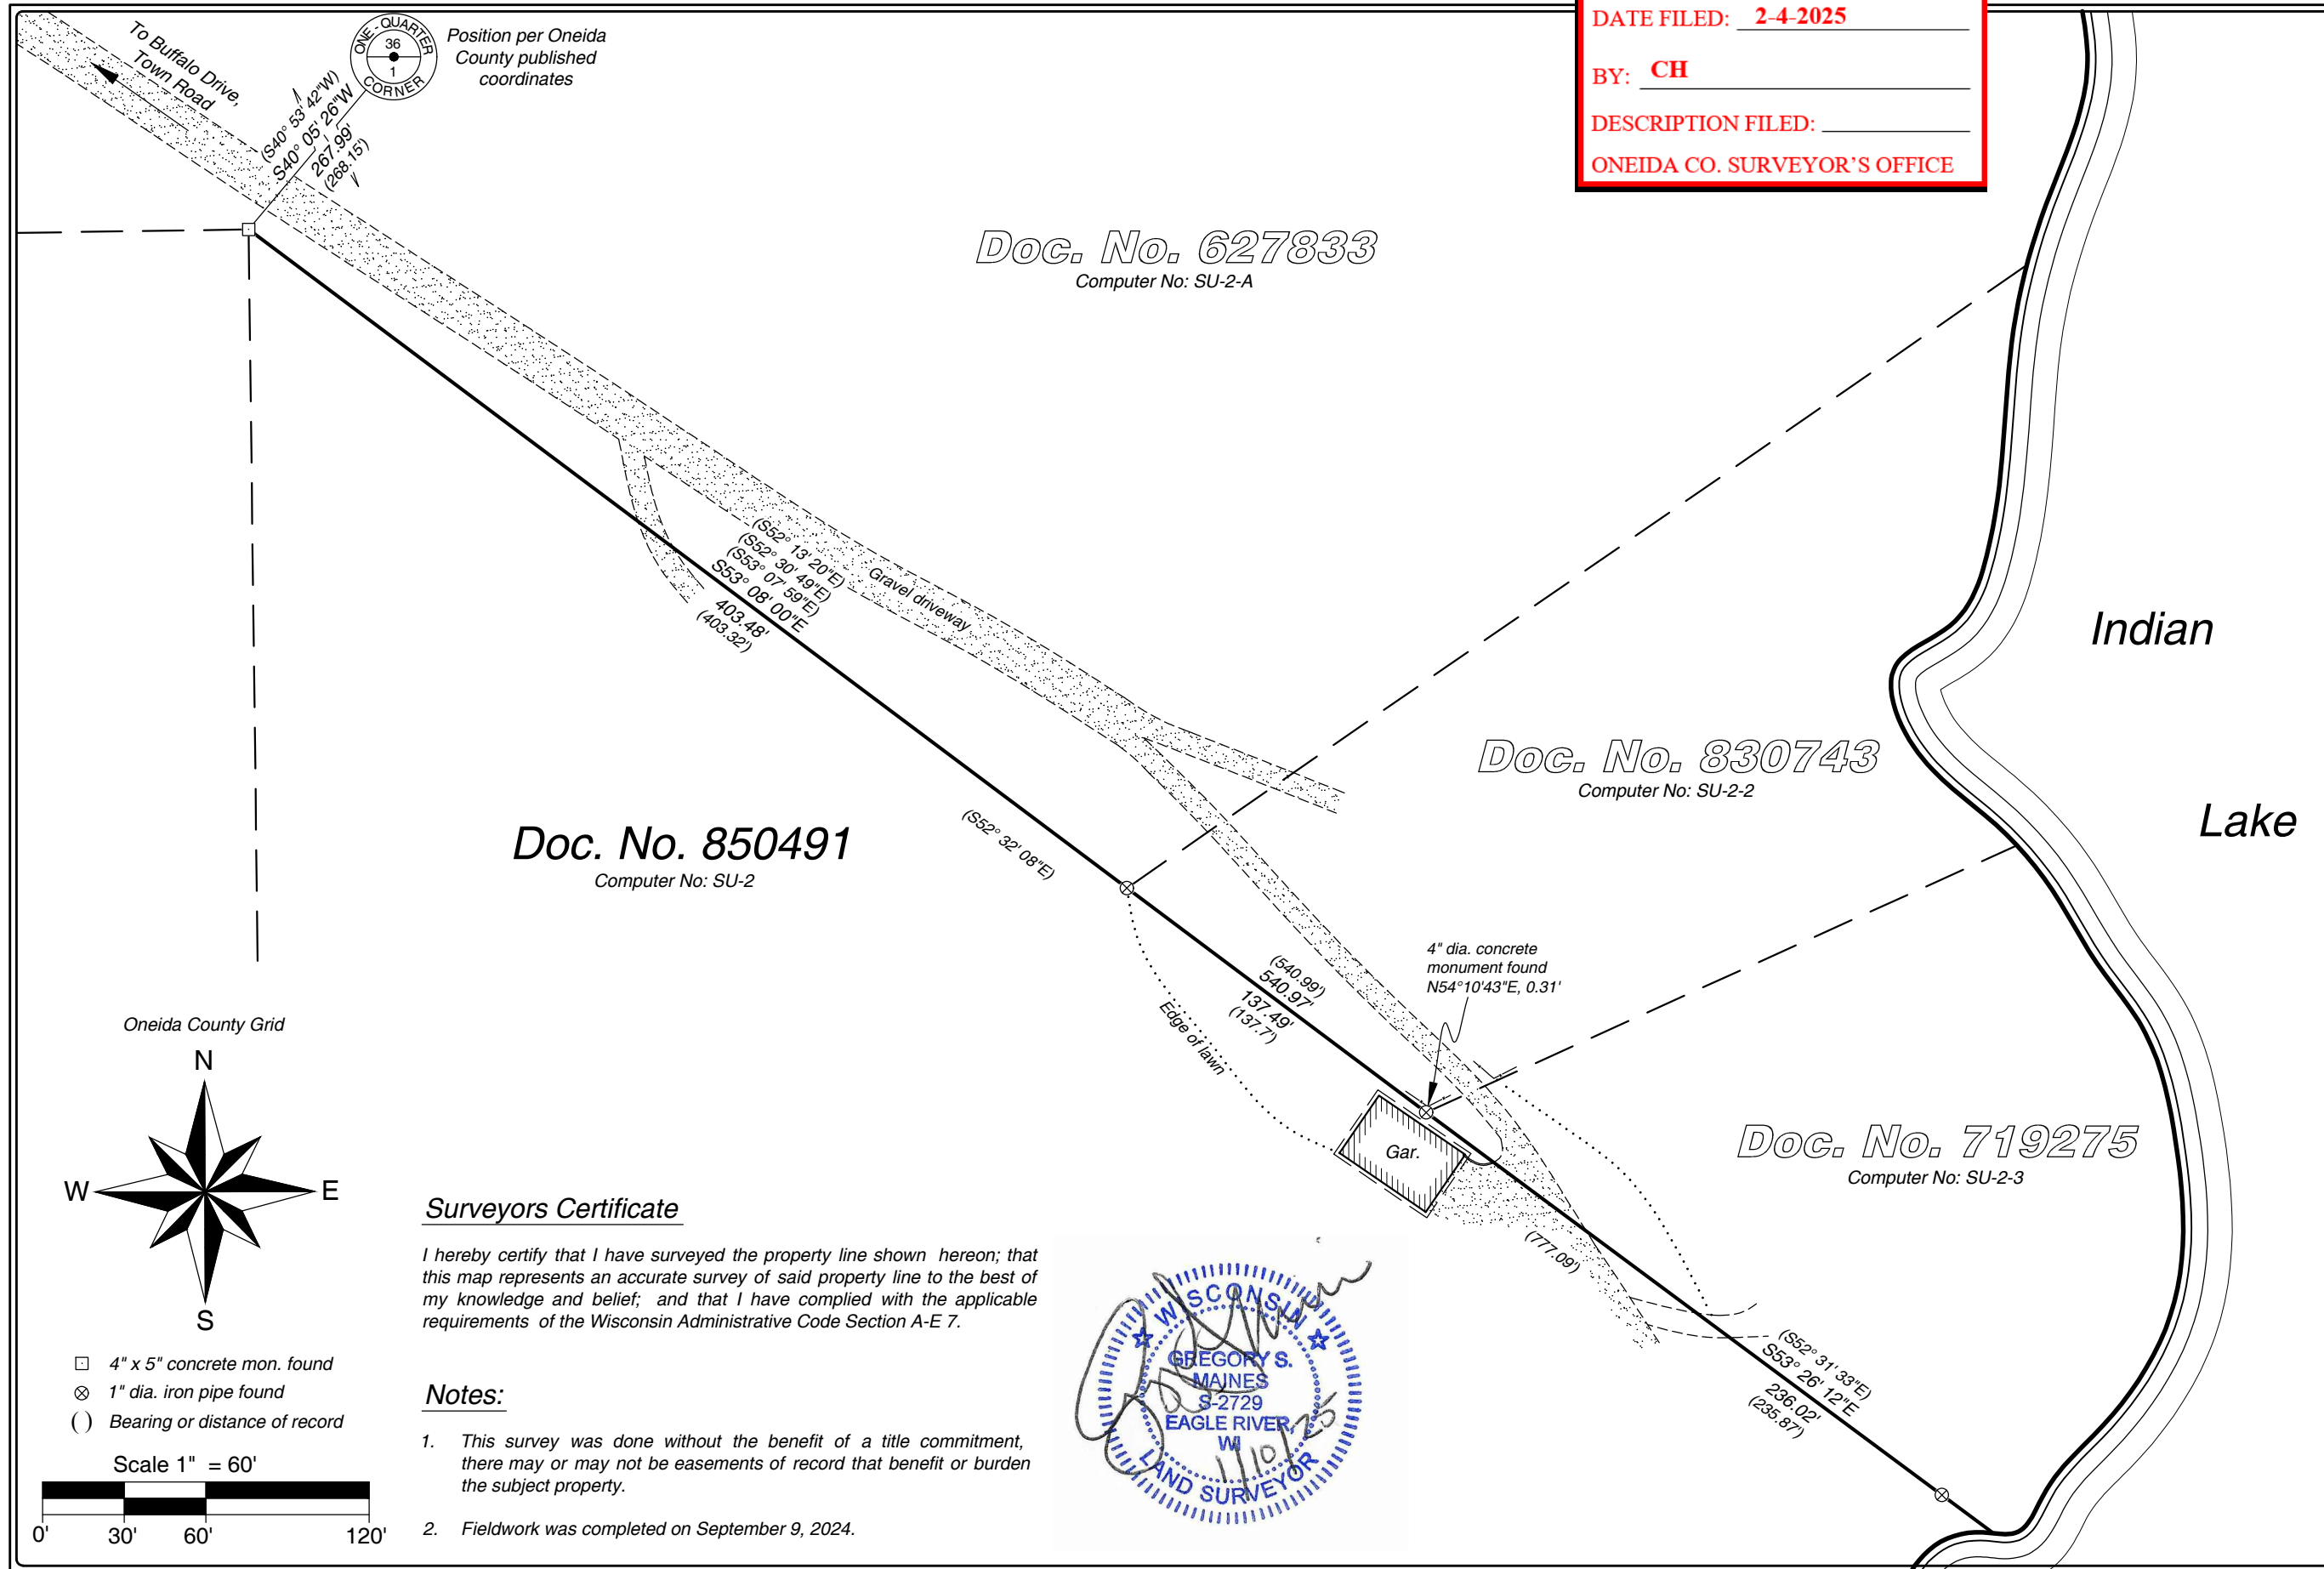 DATE FILED: 2-4-2025
BY: CH
DESCRIPTION FILED:
ONEIDA CO. SURVEYOR'S OFFICE
To Buffalo Drive,
Town Road
ONE - QUARTER
36
1
CORNER
Position per Oneida
County published
coordinates
(S40° 53' 42"W)
S40° 05' 26"W
267.99'
(268.15')
Doc. No. 627833
Computer No: SU-2-A
(S52° 13' 20"E)
(S52° 30' 49"E)
(S53° 07' 59"E)
S53° 08' 00"E
403.48'
(403.32')
Gravel driveway
Indian
Lake
Doc. No. 830743
Computer No: SU-2-2
Doc. No. 850491
Computer No: SU-2
(S52° 32' 08"E)
4" dia. concrete
monument found
N54°10'43"E, 0.31'
(540.99')
540.97'
137.49'
(137.7')
Edge of lawn
Gar.
Doc. No. 719275
Computer No: SU-2-3
(777.09')
(S52° 31' 33"E)
S53° 26' 12"E
236.02'
(235.87')
Oneida County Grid
N
W
E
S
4" x 5" concrete mon. found
1" dia. iron pipe found
( ) Bearing or distance of record
Scale 1" = 60'
0' 30' 60' 120'
Surveyors Certificate
I hereby certify that I have surveyed the property line shown hereon; that
this map represents an accurate survey of said property line to the best of
my knowledge and belief; and that I have complied with the applicable
requirements of the Wisconsin Administrative Code Section A-E 7.
Notes:
1. This survey was done without the benefit of a title commitment,
there may or may not be easements of record that benefit or burden
the subject property.
2. Fieldwork was completed on September 9, 2024.
WISCONSIN
GREGORY S.
MAINES
S-2729
EAGLE RIVER,
WI
LAND SURVEYOR
1/10/25